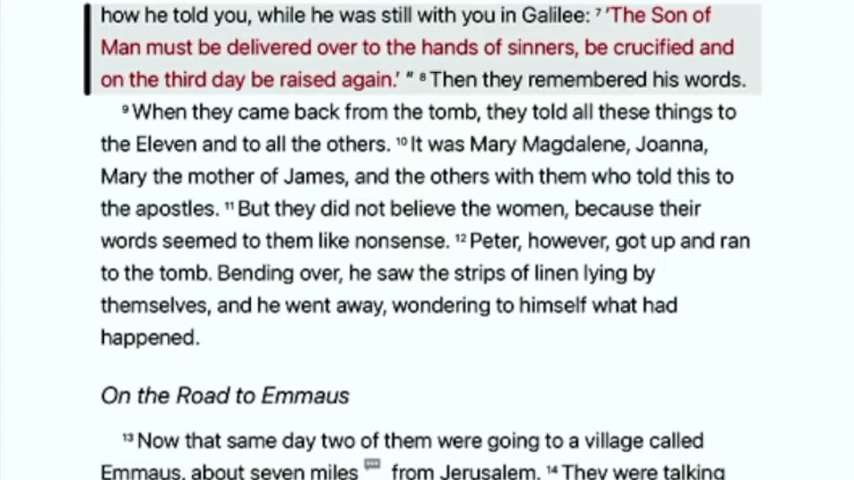 how he told you, while he was still with you in Galilee: ⁷ ‘The Son of
Man must be delivered over to the hands of sinners, be crucified and
on the third day be raised again.’ ” ⁸ Then they remembered his words.
⁹ When they came back from the tomb, they told all these things to
the Eleven and to all the others. ¹⁰ It was Mary Magdalene, Joanna,
Mary the mother of James, and the others with them who told this to
the apostles. ¹¹ But they did not believe the women, because their
words seemed to them like nonsense. ¹² Peter, however, got up and ran
to the tomb. Bending over, he saw the strips of linen lying by
themselves, and he went away, wondering to himself what had
happened.
On the Road to Emmaus
¹³ Now that same day two of them were going to a village called
Emmaus, about seven miles from Jerusalem. ¹⁴ They were talking